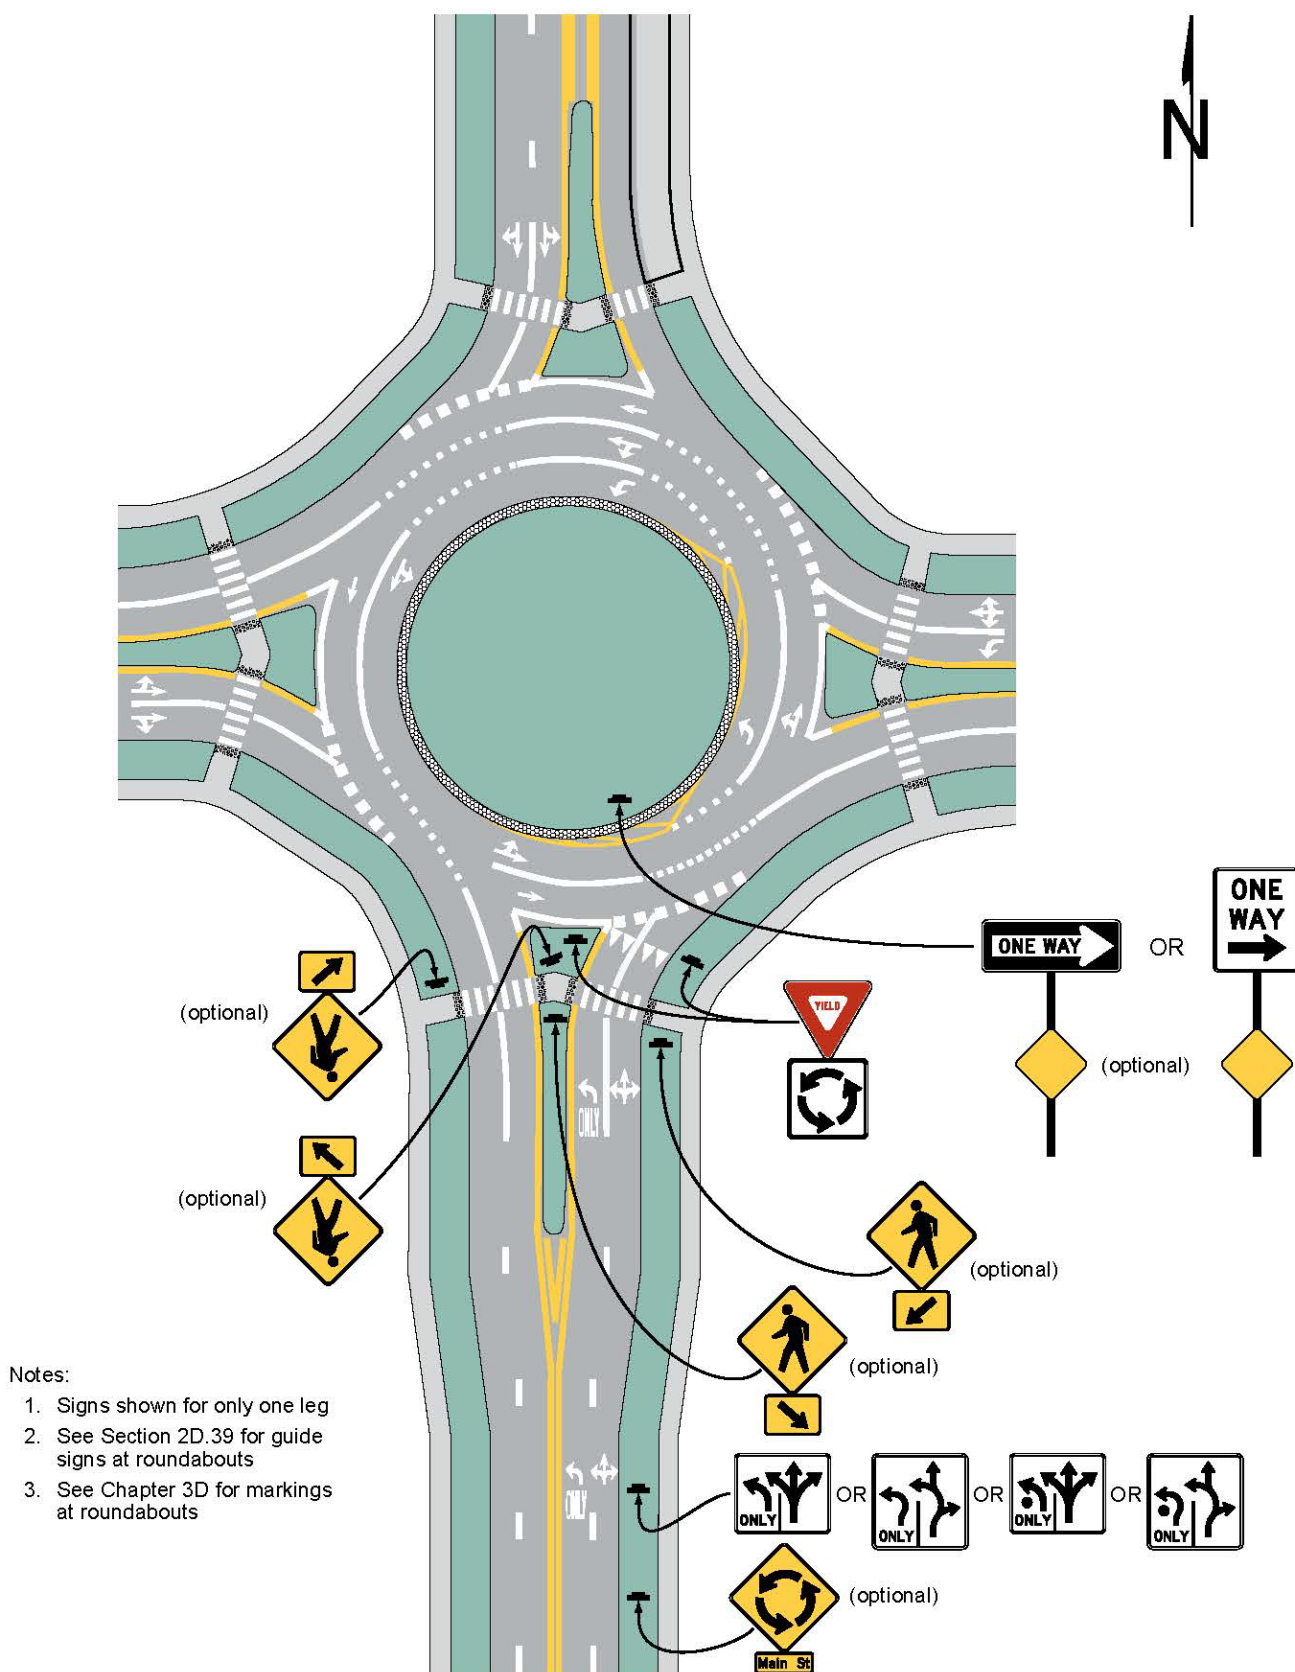 N
ONE
WAY
ONE WAY
OR
(optional)
YIELD
(optional)
ONLY
(optional)
(optional)
(optional)
Notes:
1. Signs shown for only one leg
2. See Section 2D.39 for guide
signs at roundabouts
3. See Chapter 3D for markings
at roundabouts
ONLY
ONLY
OR
ONLY
OR
ONLY
OR
ONLY
(optional)
Main St